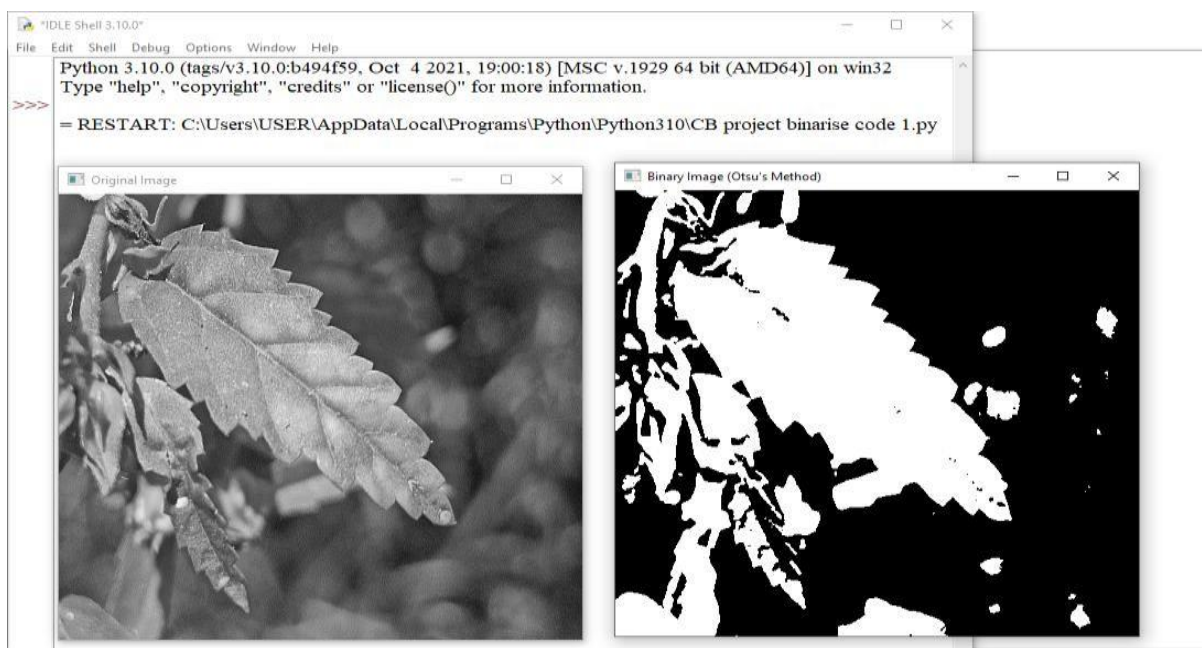 *IDLE Shell 3.10.0*
File Edit Shell Debug Options Window Help
Python 3.10.0 (tags/v3.10.0:b494f59, Oct 4 2021, 19:00:18) [MSC v.1929 64 bit (AMD64)] on win32
Type "help", "copyright", "credits" or "license()" for more information.
>>>
= RESTART: C:\Users\USER\AppData\Local\Programs\Python\Python310\CB project binarise code 1.py
Original Image
Binary Image (Otsu's Method)